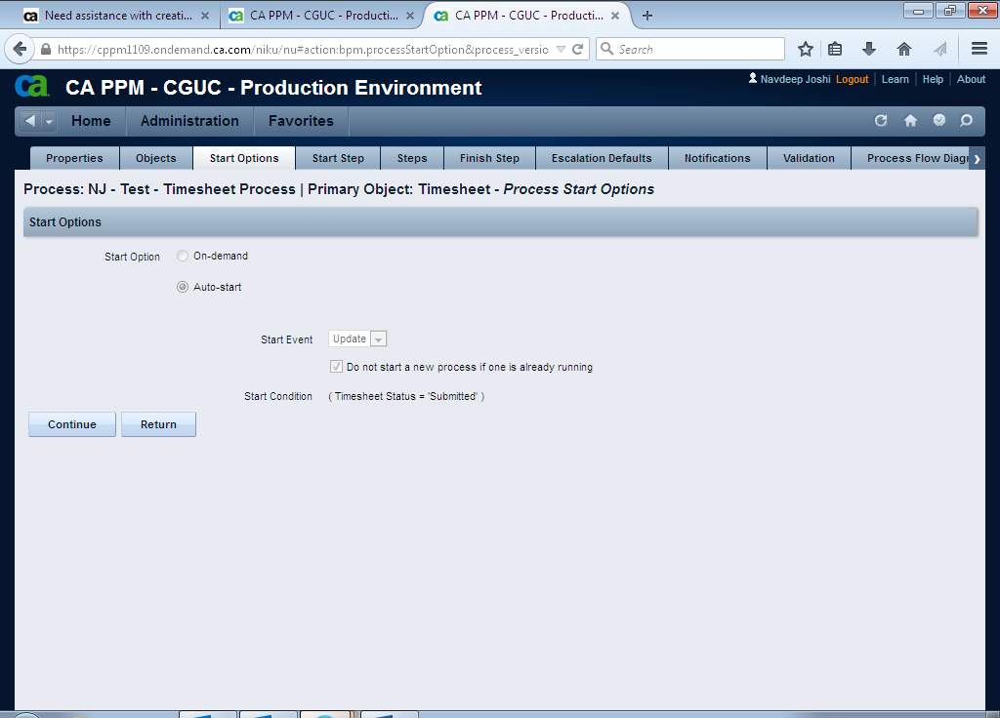 ca Need assistance with creati... × ca CA PPM - CGUC - Producti... × ca CA PPM - CGUC - Producti... × +
https://cppm1109.ondemand.ca.com/niku/nu#action:bpm.processStartOption&process_versio Search
ca CA PPM - CGUC - Production Environment Navdeep Joshi Logout Learn Help About
Home Administration Favorites
Properties Objects Start Options Start Step Steps Finish Step Escalation Defaults Notifications Validation Process Flow Diagr
Process: NJ - Test - Timesheet Process | Primary Object: Timesheet - Process Start Options
Start Options
Start Option On-demand
Auto-start
Start Event Update
Do not start a new process if one is already running
Start Condition ( Timesheet Status = 'Submitted' )
Continue Return